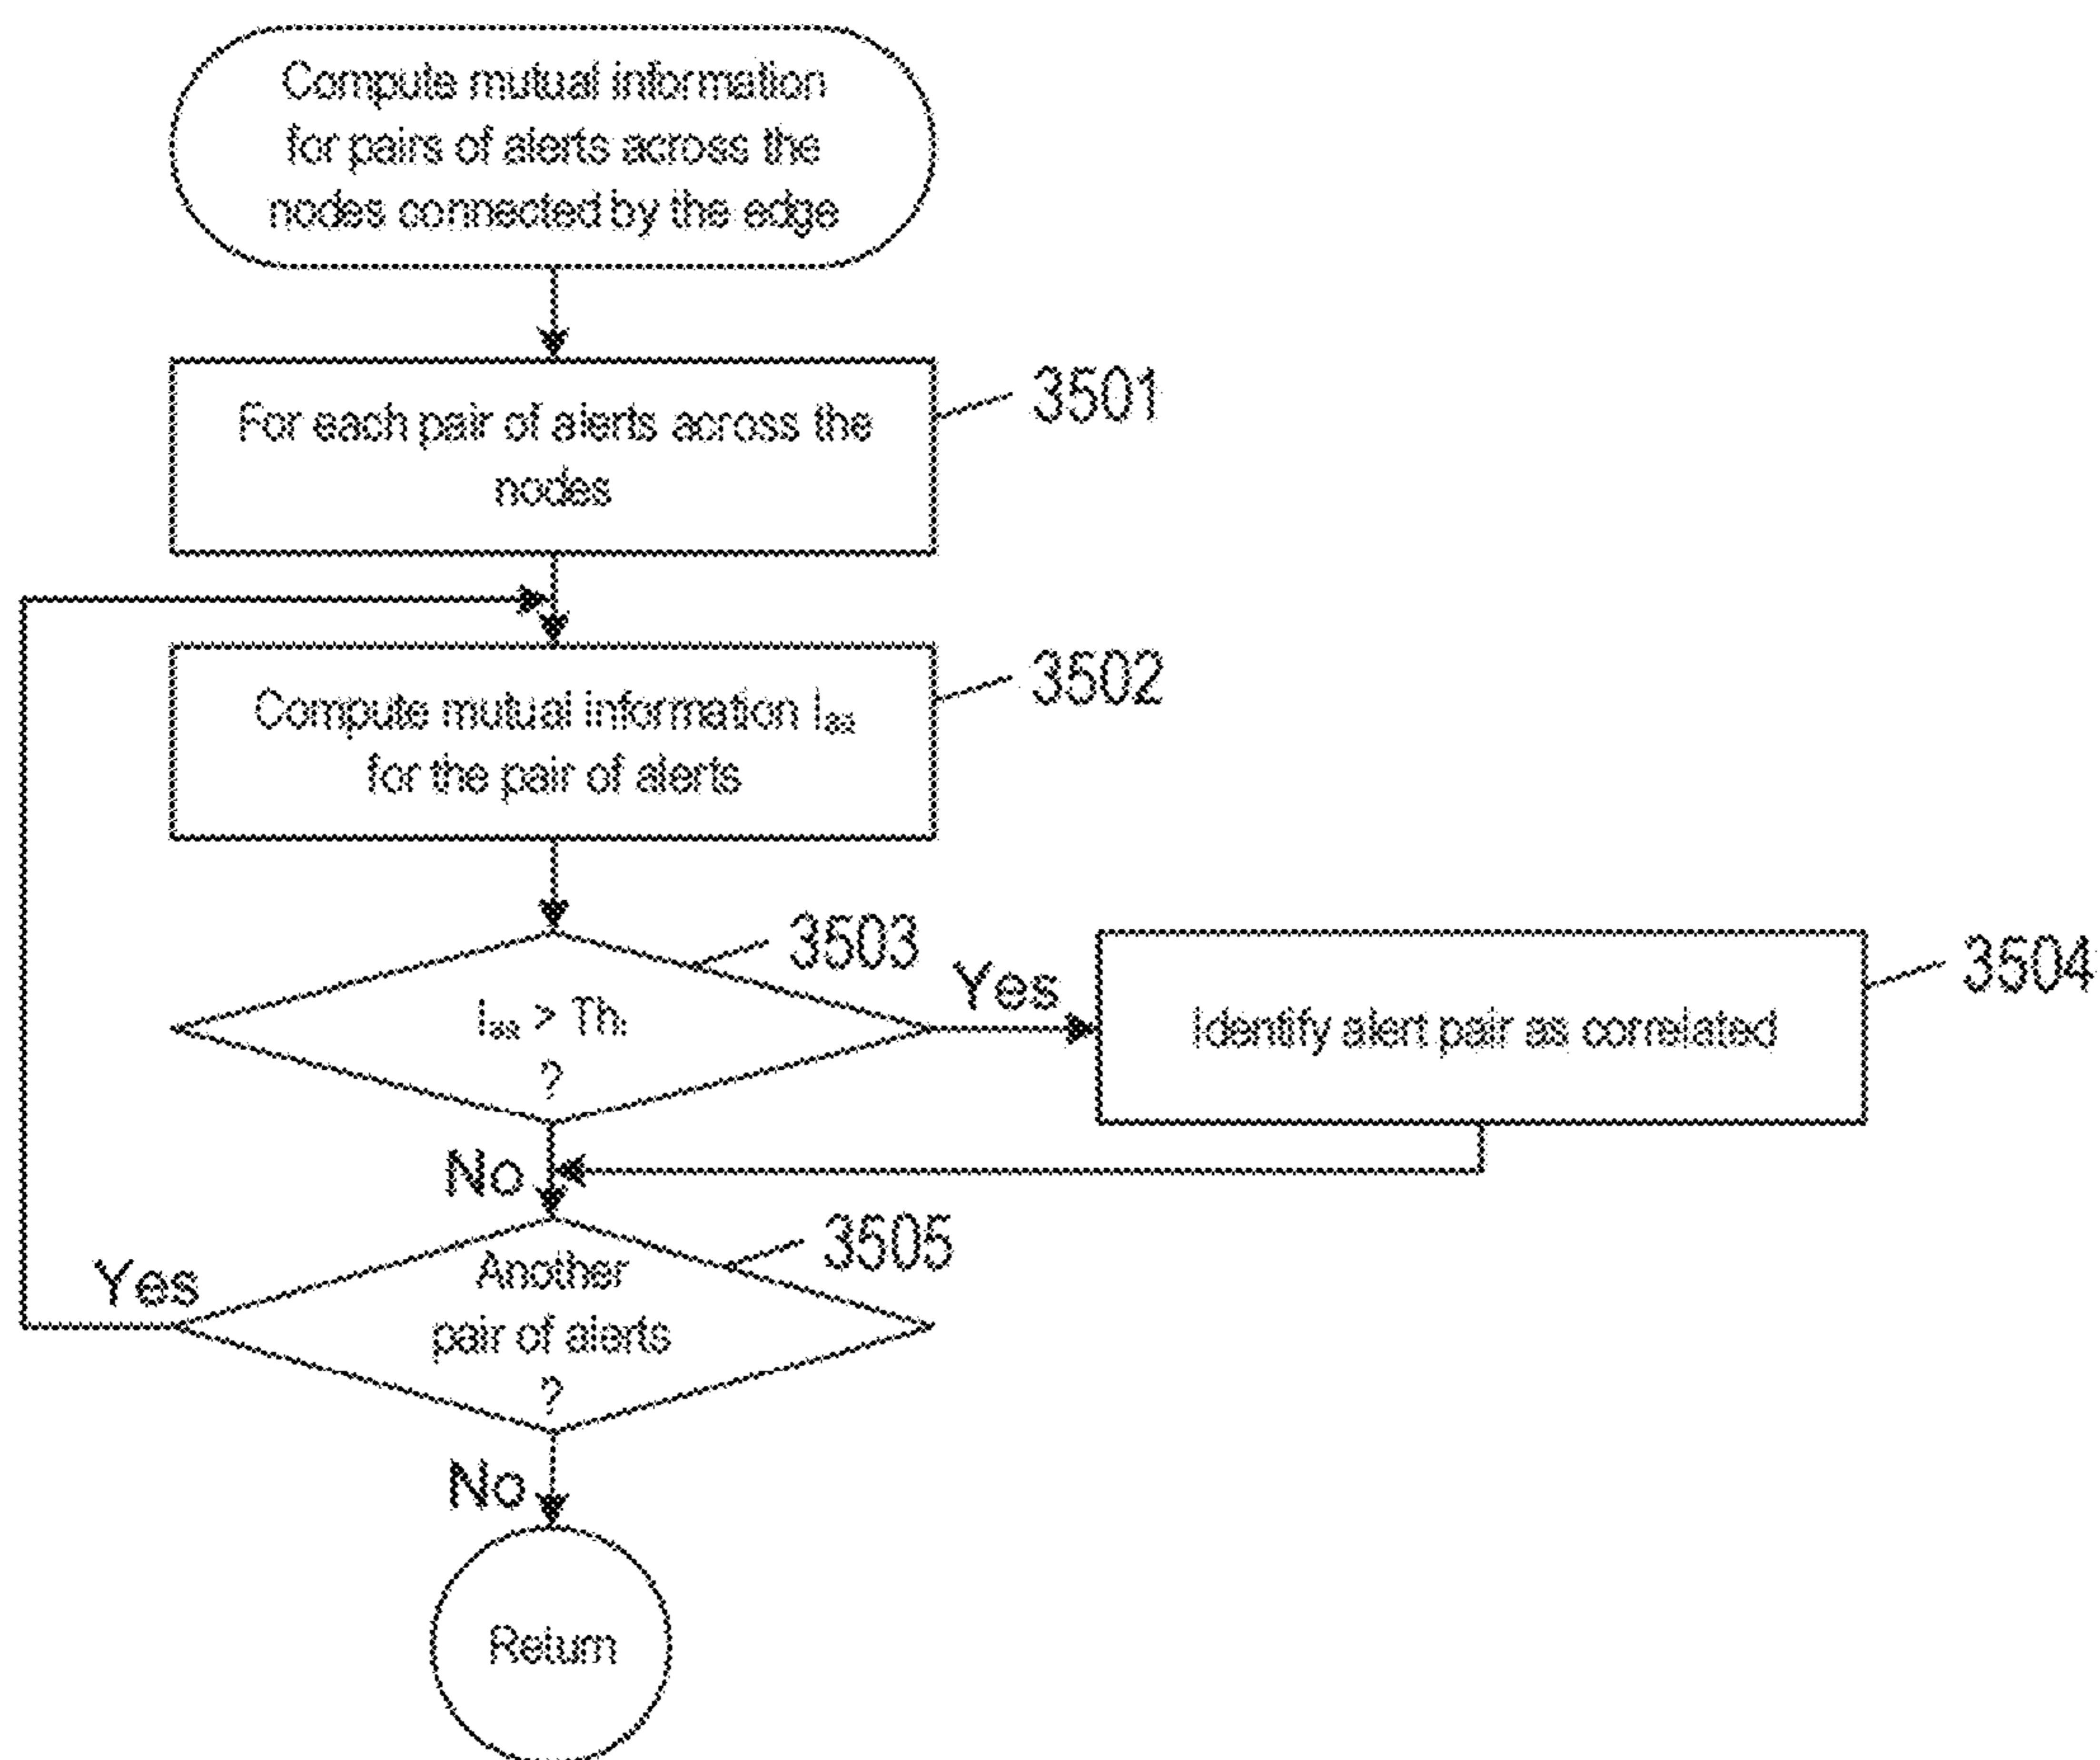 Compute mutual information
for pairs of alerts across the
nodes connected by the edge
For each pair of alerts across the
nodes
3501
Compute mutual information I
for the pair of alerts
3502
3503
> Th
?
Yes
Identify alert pair as correlated
3504
No
3505
Another
pair of alerts
?
Yes
No
Return